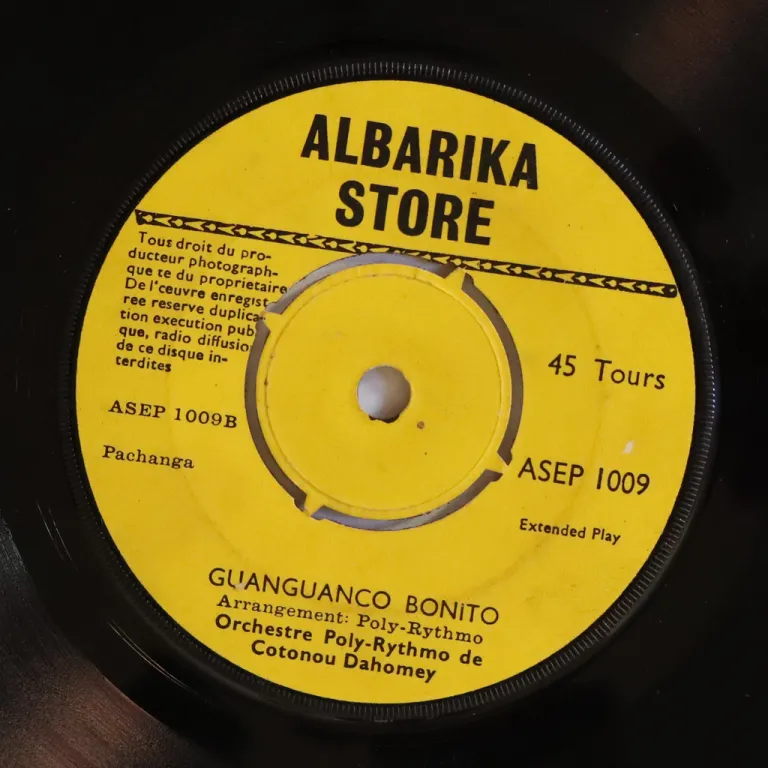 ALBARIKA
STORE
Tous droit du pro-
ducteur photograph-
que te du proprietaire
De l'œuvre enregist
ree reserve duplica-
tion execution pub
que, radio diffusion
de ce disque in-
terdites
45 Tours
ASEP 1009B
Pachanga
ASEP 1009
Extended Play
GUANGUANCO BONiTO
Arrangement: Poly-Rythmo
Orchestre Poly-Rythmo de
Cotonou Dahomey